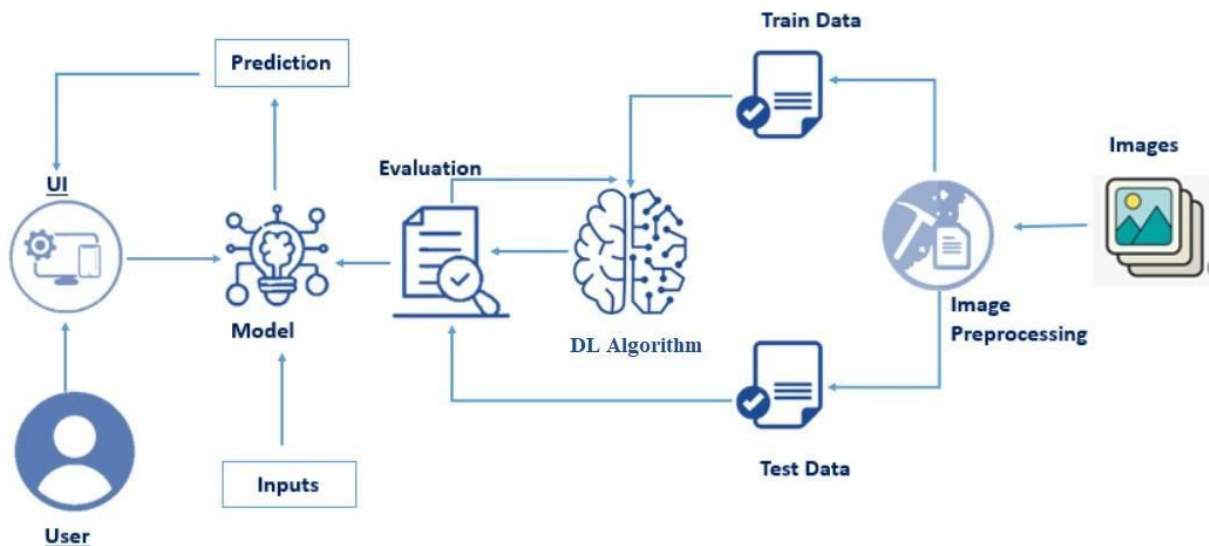 Train Data
Prediction
Images
Evaluation
UI
Image
Preprocessing
Model
DL Algorithm
Test Data
Inputs
User